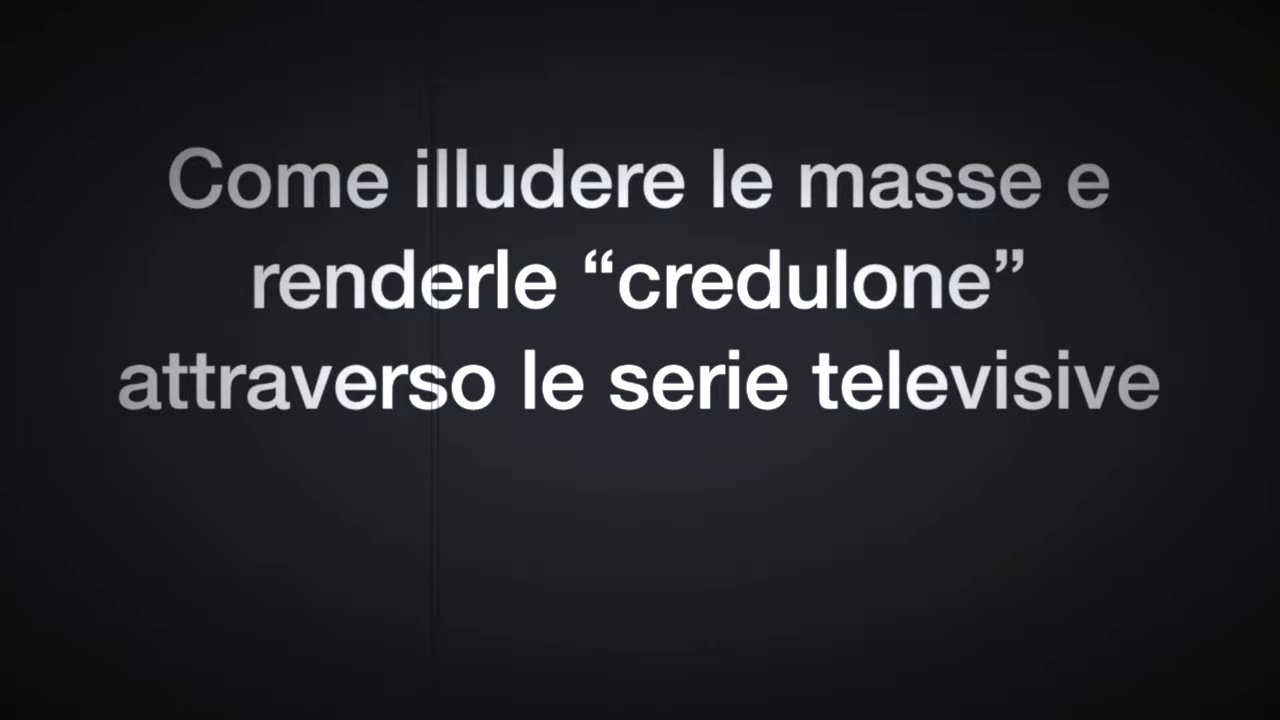 Come illudere le masse e
renderle “credulone”
attraverso le serie televisive